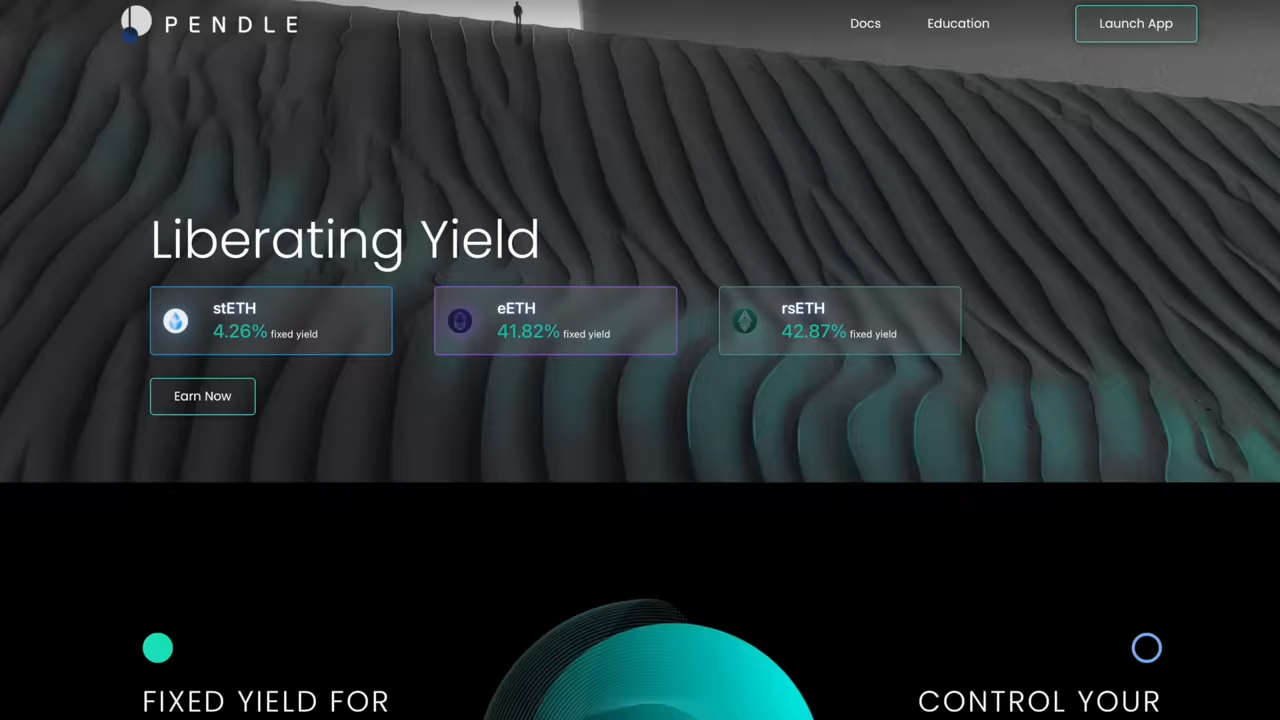 PENDLE
Docs
Education
Launch App
Liberating Yield
stETH
4.26% fixed yield
eETH
41.82% fixed yield
rsETH
42.87% fixed yield
Earn Now
FIXED YIELD FOR
CONTROL YOUR